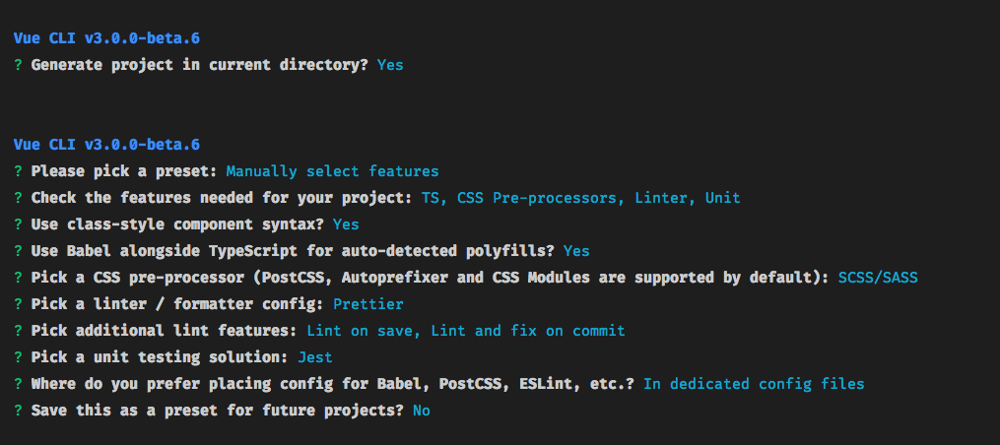 Vue CLI v3.0.0-beta.6
? Generate project in current directory? Yes
Vue CLI v3.0.0-beta.6
? Please pick a preset: Manually select features
? Check the features needed for your project: TS, CSS Pre-processors, Linter, Unit
? Use class-style component syntax? Yes
? Use Babel alongside TypeScript for auto-detected polyfills? Yes
? Pick a CSS pre-processor (PostCSS, Autoprefixer and CSS Modules are supported by default): SCSS/SASS
? Pick a linter / formatter config: Prettier
? Pick additional lint features: Lint on save, Lint and fix on commit
? Pick a unit testing solution: Jest
? Where do you prefer placing config for Babel, PostCSS, ESLint, etc.? In dedicated config files
? Save this as a preset for future projects? No